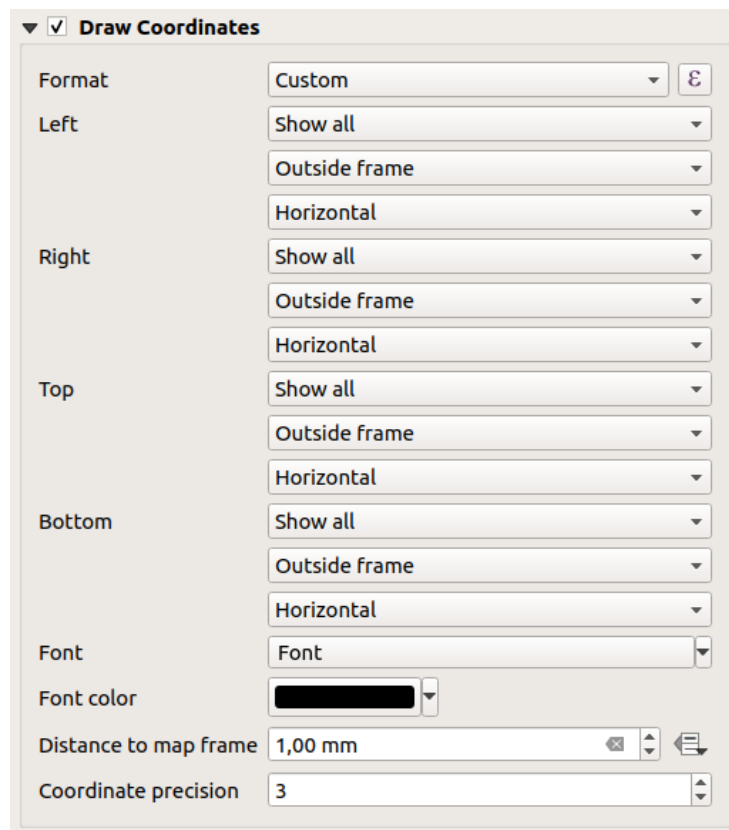 Draw Coordinates
Format Custom ε
Left Show all
Outside frame
Horizontal
Right Show all
Outside frame
Horizontal
Top Show all
Outside frame
Horizontal
Bottom Show all
Outside frame
Horizontal
Font Font
Font color
Distance to map frame 1,00 mm
Coordinate precision 3